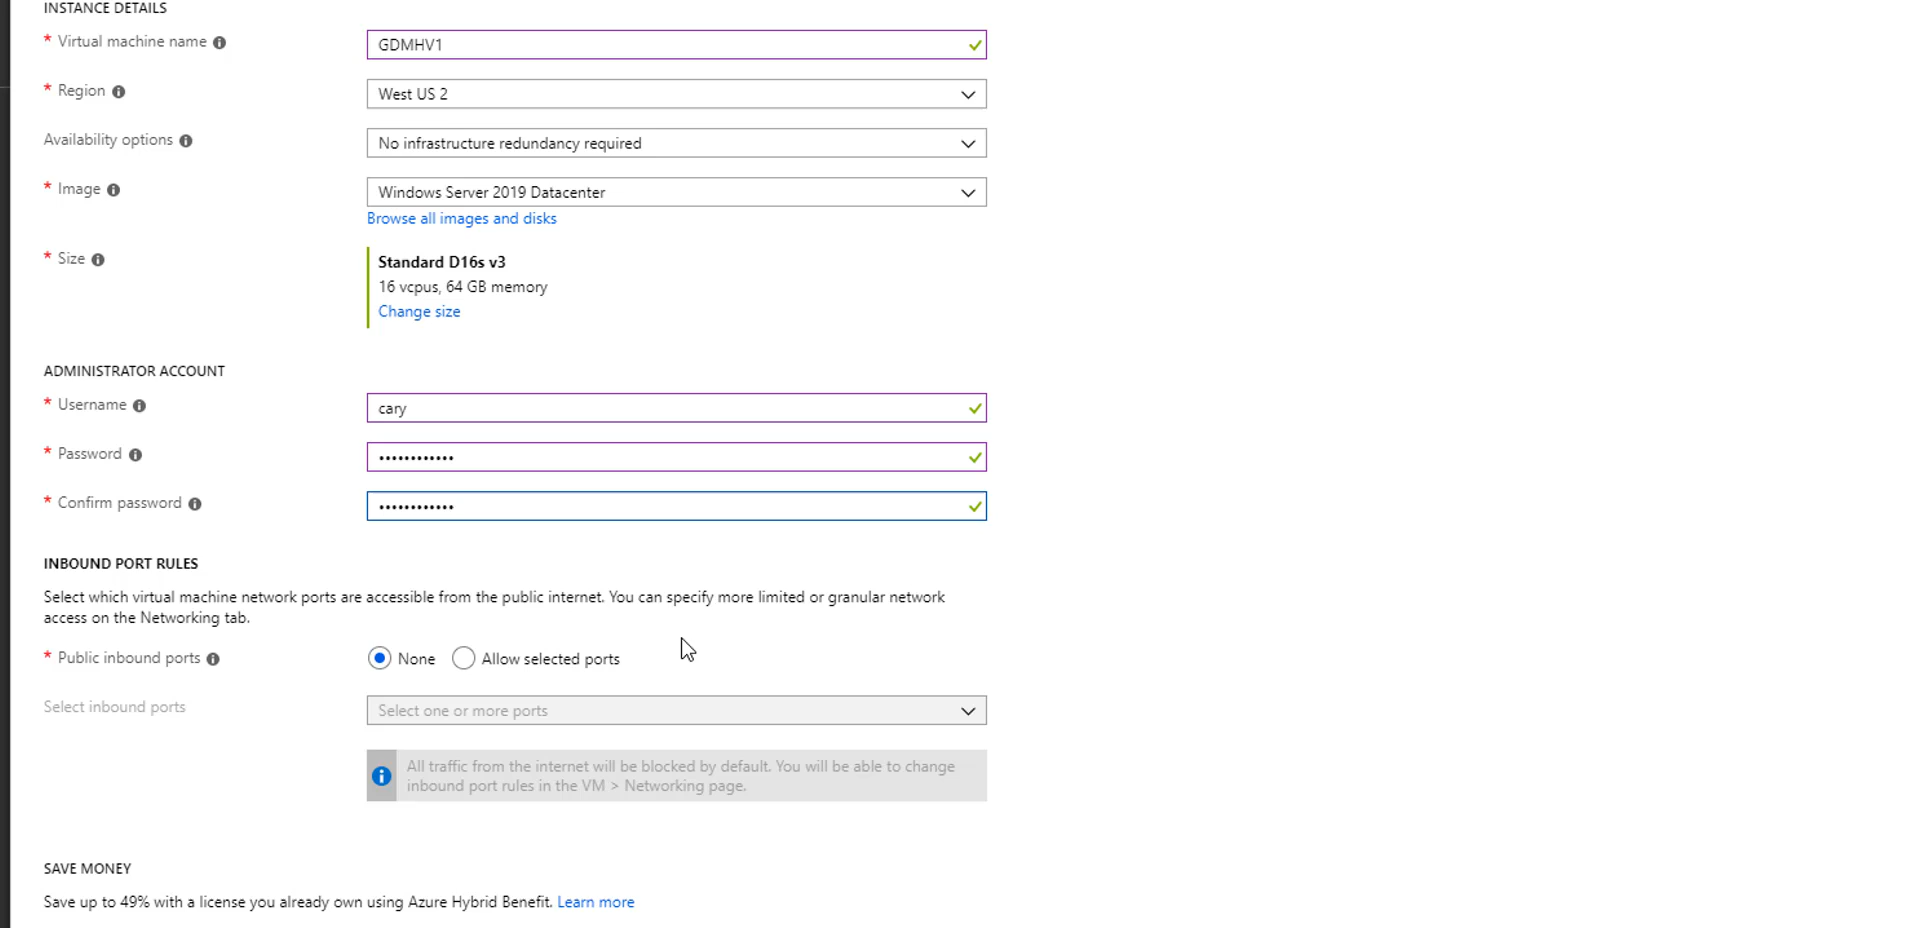 INSTANCE DETAILS
* Virtual machine name
GDMHV1
* Region
West US 2
Availability options
No infrastructure redundancy required
* Image
Windows Server 2019 Datacenter
Browse all images and disks
* Size
Standard D16s v3
16 vcpus, 64 GB memory
Change size
ADMINISTRATOR ACCOUNT
* Username
cary
* Password
••••••••••••
* Confirm password
••••••••••••
INBOUND PORT RULES
Select which virtual machine network ports are accessible from the public internet. You can specify more limited or granular network
access on the Networking tab.
* Public inbound ports
None
Allow selected ports
Select inbound ports
Select one or more ports
All traffic from the internet will be blocked by default. You will be able to change
inbound port rules in the VM > Networking page.
SAVE MONEY
Save up to 49% with a license you already own using Azure Hybrid Benefit. Learn more